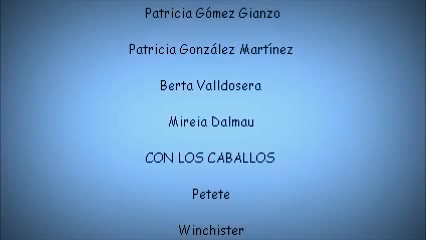 Patricia Gómez Gianzo
Patricia González Martínez
Berta Valldosera
Mireia Dalmau
CON LOS CABALLOS
Petete
Winchister